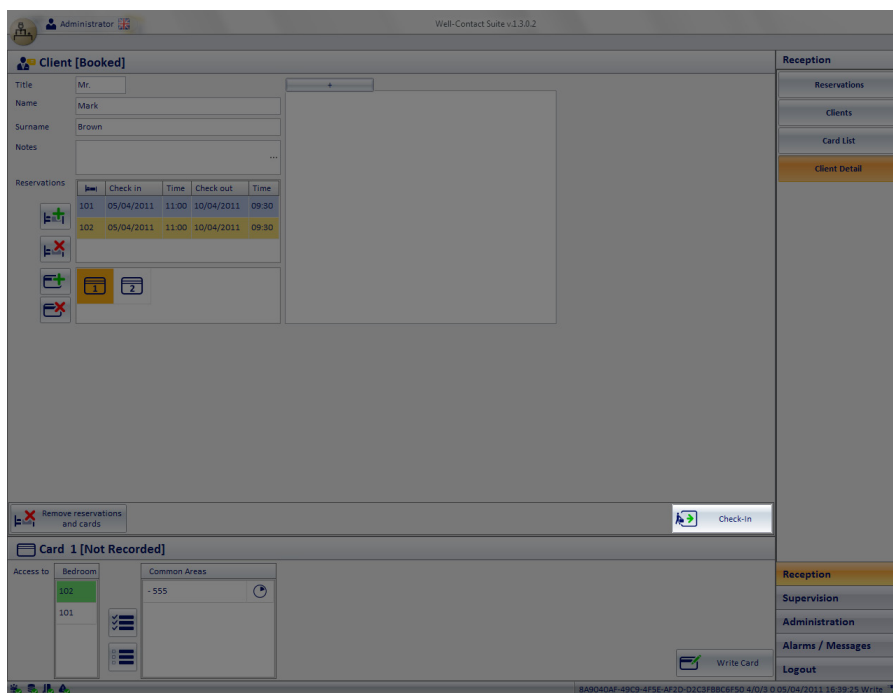 Administrator
Well-Contact Suite v.1.3.0.2
Client [Booked]
Title Mr.
+
Name Mark
Surname Brown
Notes
...
Reservations
Check in Time Check out Time
101 05/04/2011 11:00 10/04/2011 09:30
102 05/04/2011 11:00 10/04/2011 09:30
1 2
Remove reservations
and cards
Check-In
Card 1 [Not Recorded]
Access to Bedroom Common Areas
102 - 555
101
Write Card
Reception
Reservations
Clients
Card List
Client Detail
Reception
Supervision
Administration
Alarms / Messages
Logout
8A9040AF-49C9-4F5E-AF2D-D2C3FBBC6F50 4/0/3 0 05/04/2011 16:39:25 Write